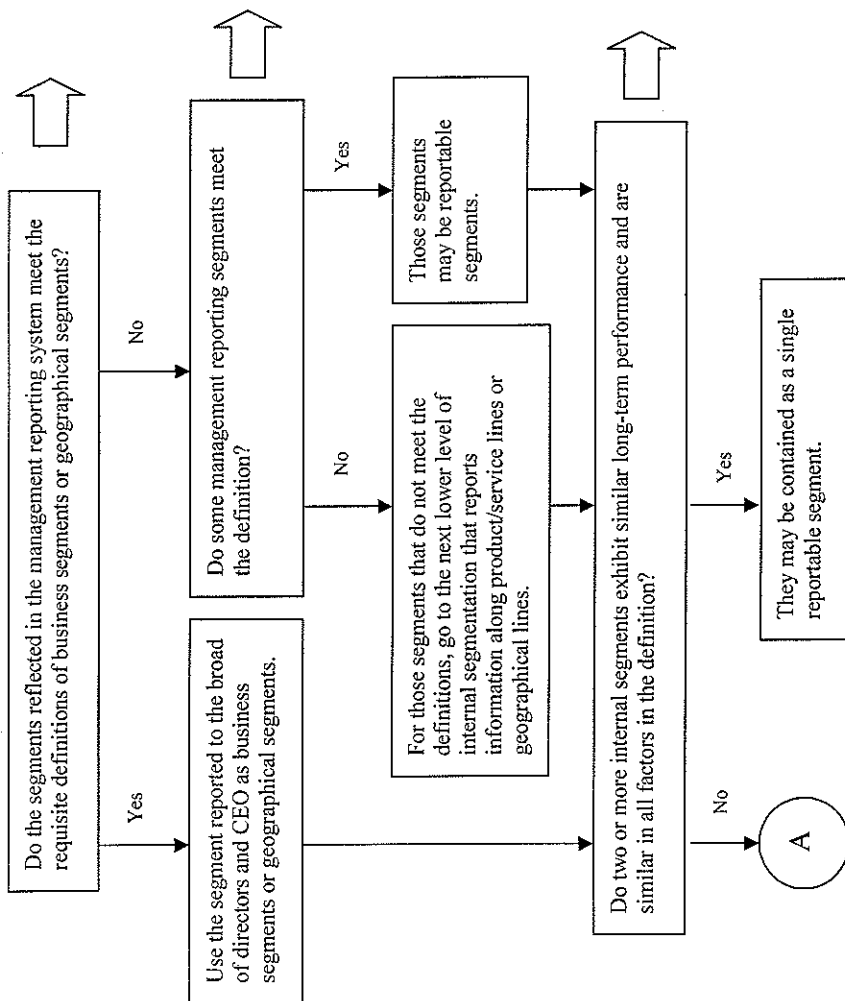 Do the segments reflected in the management reporting system meet the
requisite definitions of business segments or geographical segments?
Yes
No
Use the segment reported to the broad
of directors and CEO as business
segments or geographical segments.
Do some management reporting segments meet
the definition?
No
Yes
For those segments that do not meet the
definitions, go to the next lower level of
internal segmentation that reports
information along product/service lines or
geographical lines.
Those segments
may be reportable
segments.
Do two or more internal segments exhibit similar long-term performance and are
similar in all factors in the definition?
No
Yes
A
They may be contained as a single
reportable segment.